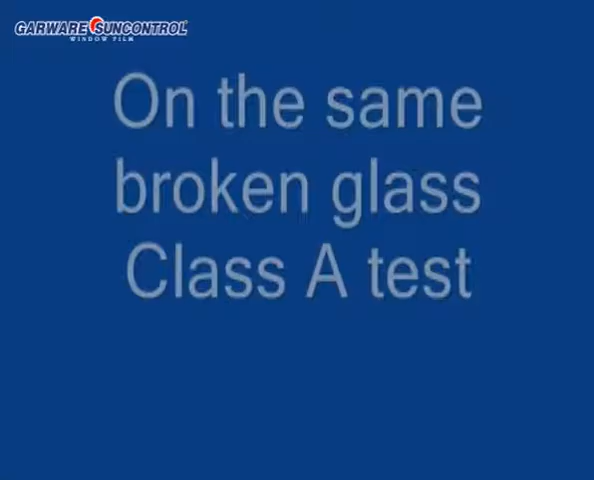 GARWARE SUNCONTROL
WINDOW FILM
On the same
broken glass
Class A test